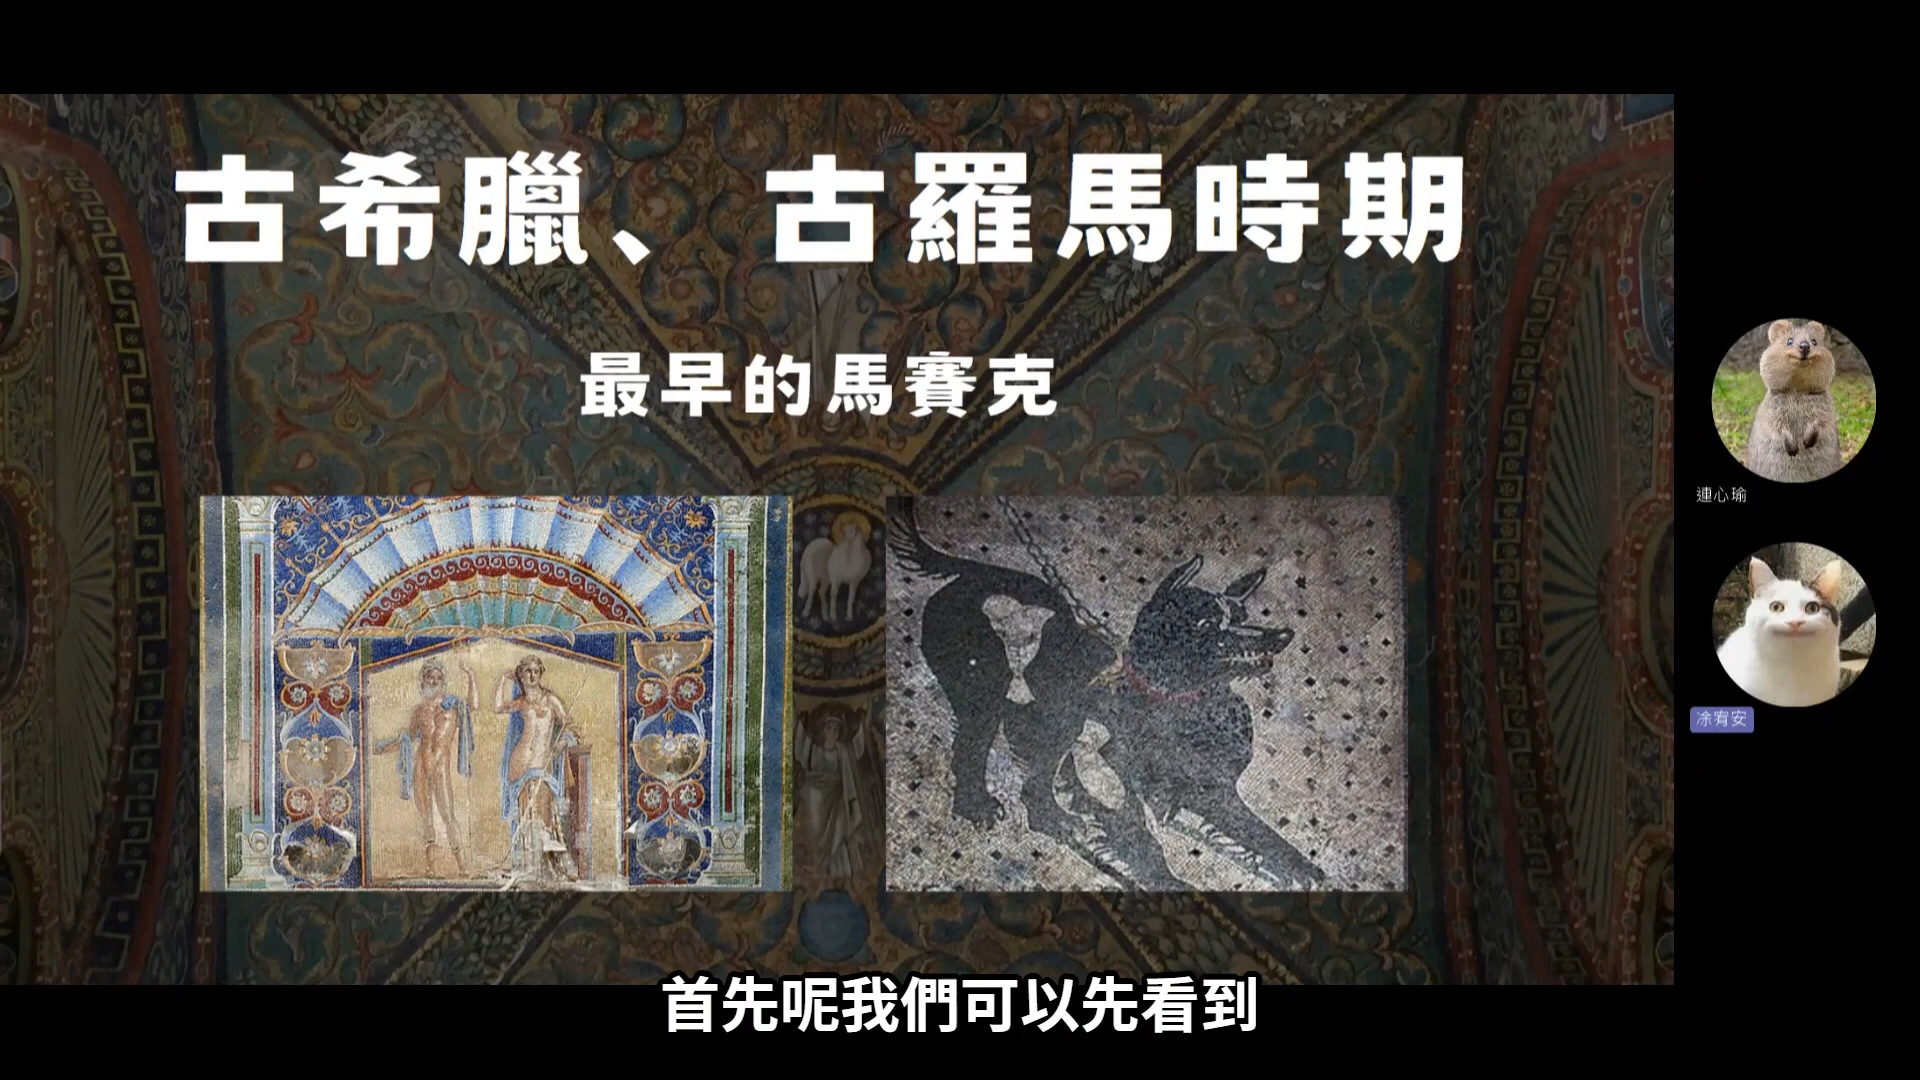 古希臘、古羅馬時期
最早的馬賽克
連心瑜
凃宥安
首先呢我們可以先看到